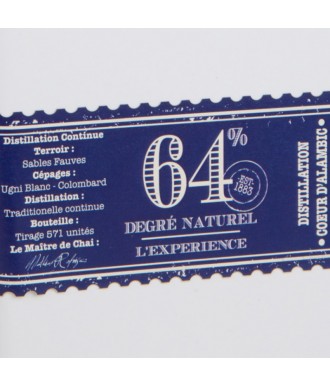 Distillation Continue
Terroir :
Sables Fauves
Cépages :
Ugni Blanc - Colombard
Distillation :
Traditionelle continue
Bouteille :
Tirage 571 unités
Le Maître de Chai :
64%
EST.
1885
DEGRÉ NATUREL
L'EXPERIENCE
DISTILLATION
COEUR D'ALAMBIC